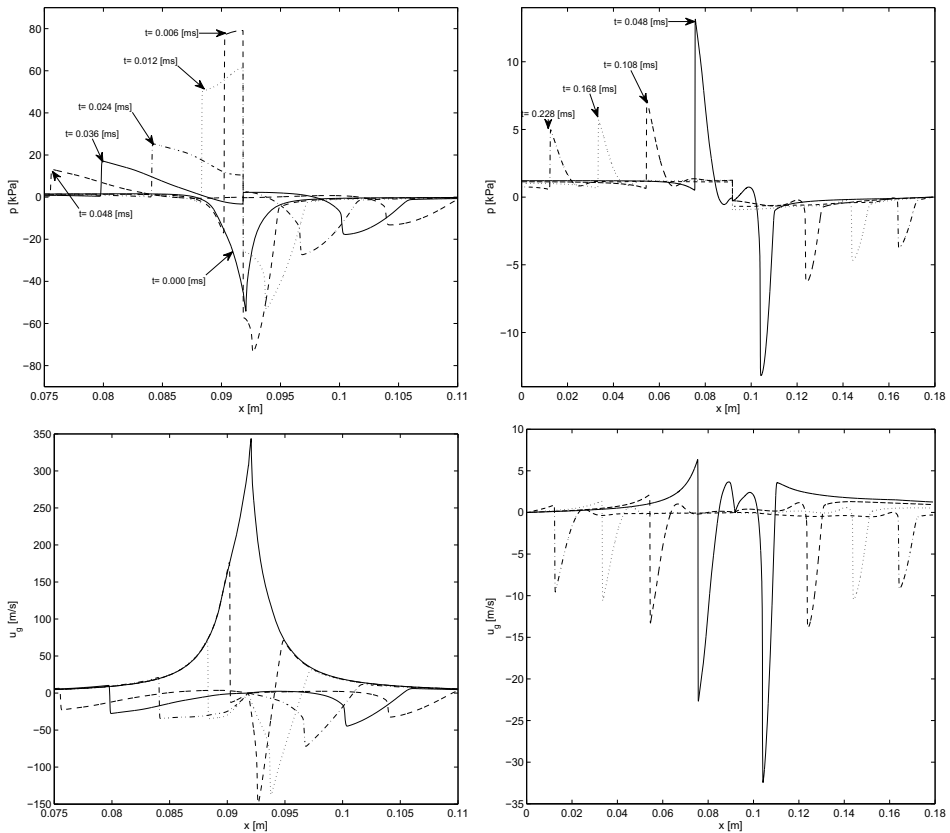 80
60
40
20
0
−20
−40
−60
−80
p [kPa]
t= 0.006 [ms]
t= 0.012 [ms]
t= 0.024 [ms]
t= 0.036 [ms]
t= 0.048 [ms]
t= 0.000 [ms]
0.075 0.08 0.085 0.09 0.095 0.1 0.105 0.11
x [m]
10
5
0
−5
−10
p [kPa]
t= 0.048 [ms]
t= 0.108 [ms]
t= 0.168 [ms]
t= 0.228 [ms]
0 0.02 0.04 0.06 0.08 0.1 0.12 0.14 0.16 0.18
x [m]
350
300
250
200
150
100
50
0
−50
−100
−150
u_g [m/s]
0.075 0.08 0.085 0.09 0.095 0.1 0.105 0.11
x [m]
10
5
0
−5
−10
−15
−20
−25
−30
−35
u_g [m/s]
0 0.02 0.04 0.06 0.08 0.1 0.12 0.14 0.16 0.18
x [m]